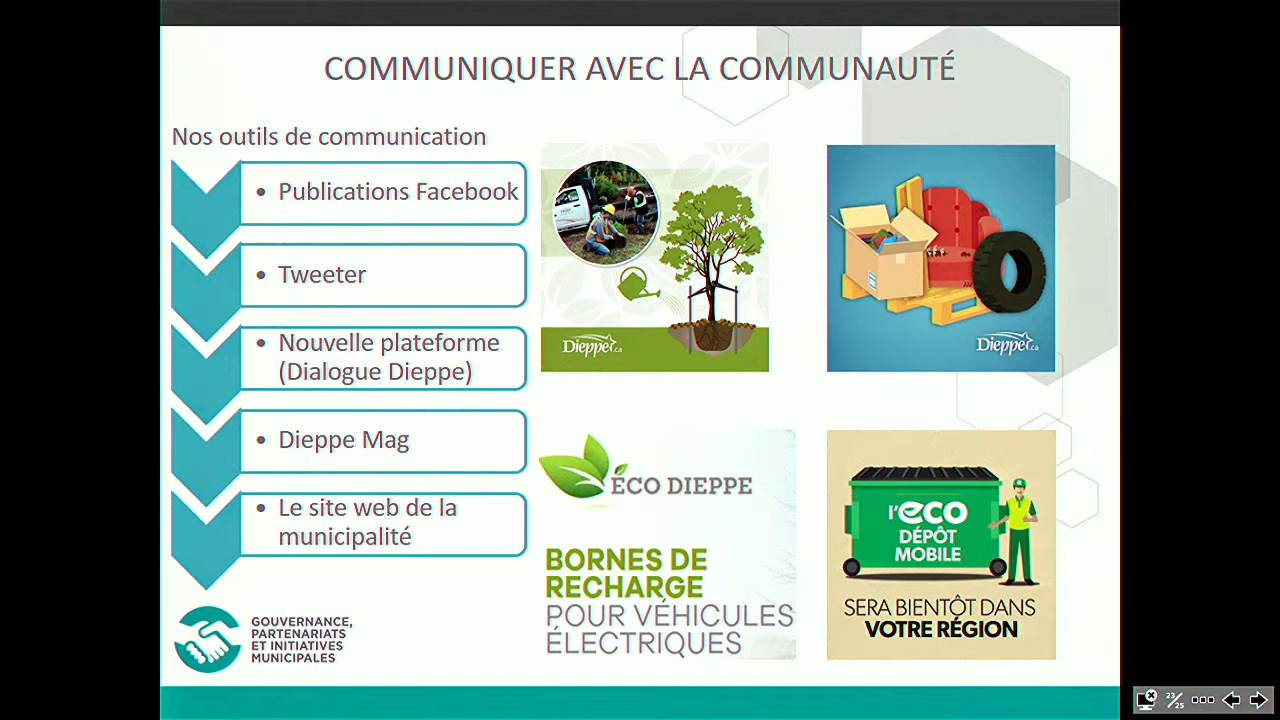 COMMUNIQUER AVEC LA COMMUNAUTÉ
Nos outils de communication
• Publications Facebook
• Tweeter
• Nouvelle plateforme
(Dialogue Dieppe)
• Dieppe Mag
• Le site web de la
municipalité
GOUVERNANCE,
PARTENARIATS
ET INITIATIVES
MUNICIPALES
Dieppe.ca
Dieppe.ca
ÉCO DIEPPE
BORNES DE
RECHARGE
POUR VÉHICULES
ÉLECTRIQUES
l'eco
DÉPÔT
MOBILE
SERA BIENTÔT DANS
VOTRE RÉGION
23/25